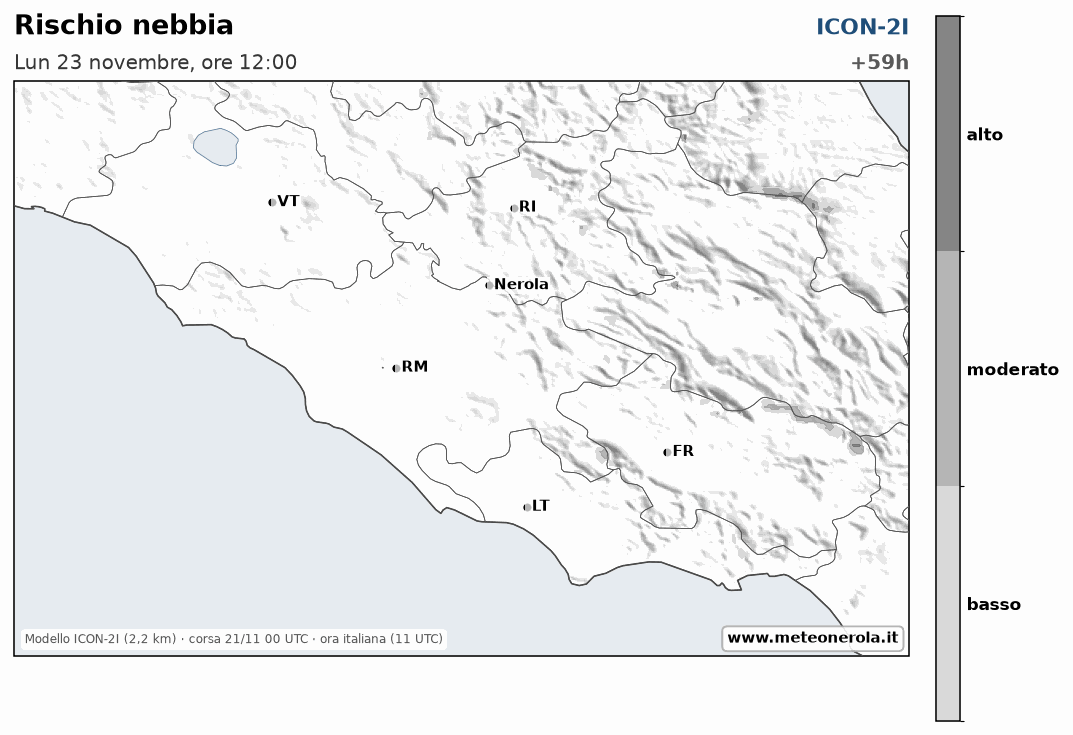 Rischio nebbia
ICON-2I
Lun 23 novembre, ore 12:00
+59h
alto
VT
RI
Nerola
RM
moderato
FR
LT
basso
Modello ICON-2I (2,2 km) · corsa 21/11 00 UTC · ora italiana (11 UTC)
www.meteonerola.it